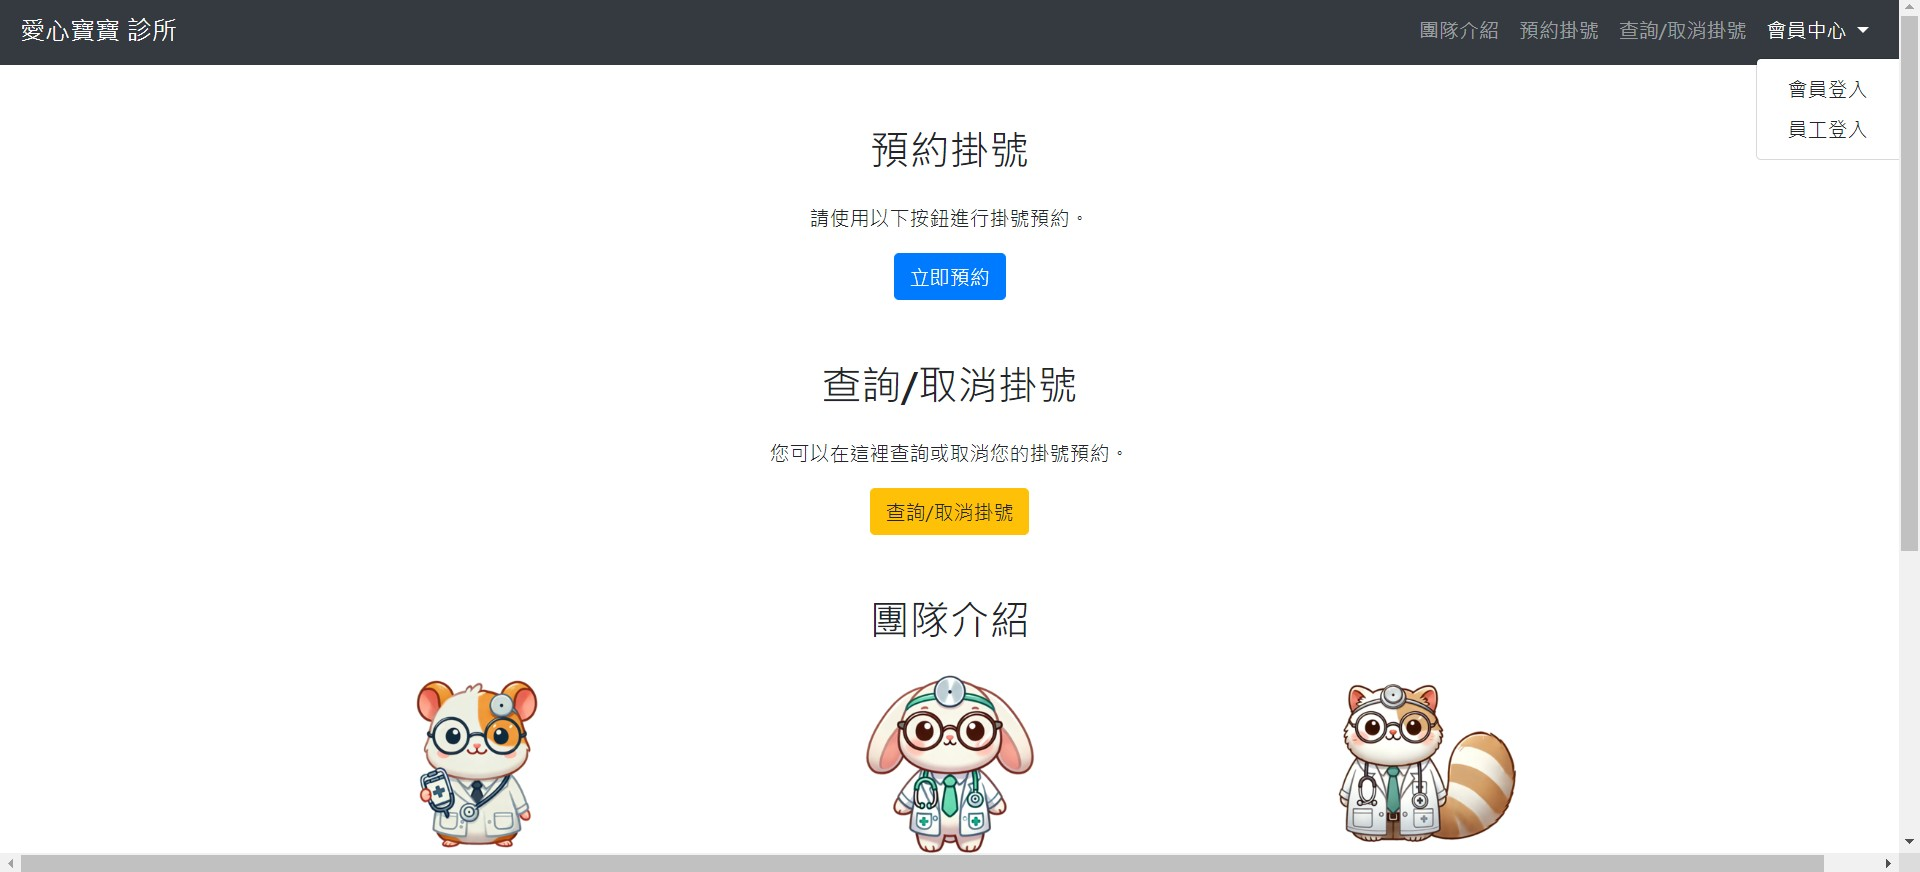 愛心寶寶 診所
團隊介紹 預約掛號 查詢/取消掛號 會員中心
會員登入
員工登入
預約掛號
請使用以下按鈕進行掛號預約。
立即預約
查詢/取消掛號
您可以在這裡查詢或取消您的掛號預約。
查詢/取消掛號
團隊介紹